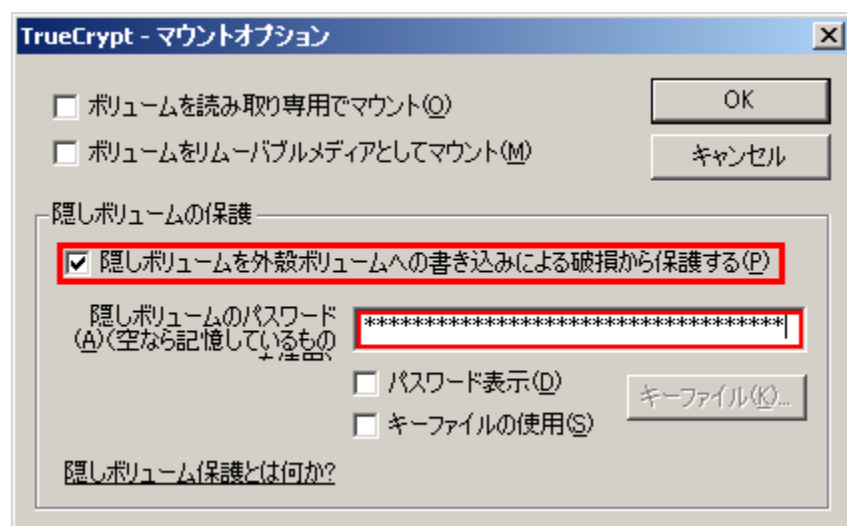 TrueCrypt - マウントオプション
ボリュームを読み取り専用でマウント(O)
OK
ボリュームをリムーバブルメディアとしてマウント(M)
キャンセル
隠しボリュームの保護
隠しボリュームを外殻ボリュームへの書き込みによる破損から保護する(P)
隠しボリュームのパスワード
(A)(空なら記憶しているもの
***********************************
パスワード表示(D)
キーファイル(K)...
キーファイルの使用(S)
隠しボリューム保護とは何か?